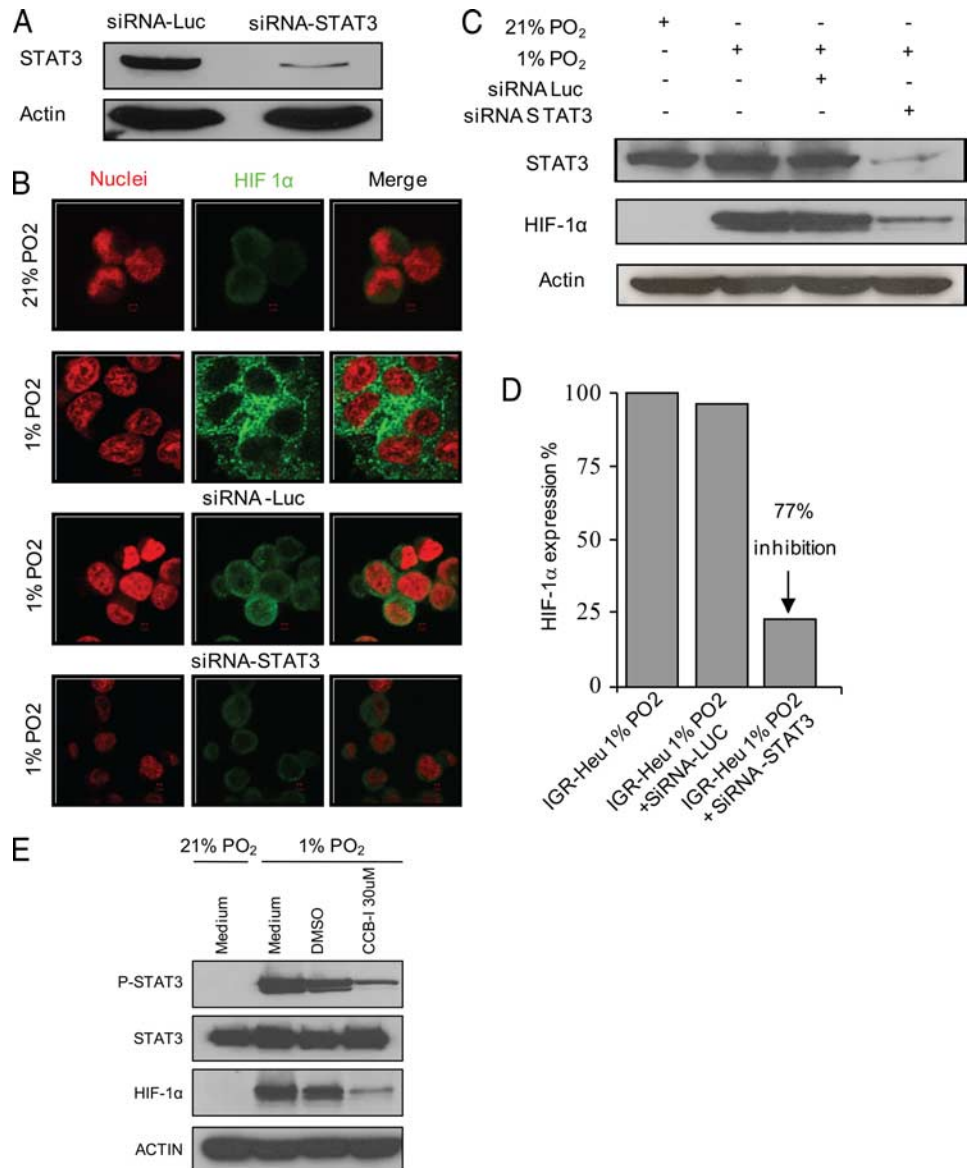 A
siRNA-Luc siRNA-STAT3
STAT3
Actin
B
Nuclei HIF 1α Merge
21% PO2
1% PO2
siRNA-Luc
1% PO2
siRNA-STAT3
1% PO2
C
21% PO2 + - - -
1% PO2 - + + +
siRNA Luc - - + -
siRNA STAT3 - - - +
STAT3
HIF-1α
Actin
D
HIF-1α expression %
100
75
50
25
0
77%
inhibition
IGR-Heu 1% PO2
IGR-Heu 1% PO2
+SiRNA-LUC
IGR-Heu 1% PO2
+SiRNA-STAT3
E
21% PO2 1% PO2
Medium Medium DMSO CCB-I 30uM
P-STAT3
STAT3
HIF-1α
ACTIN